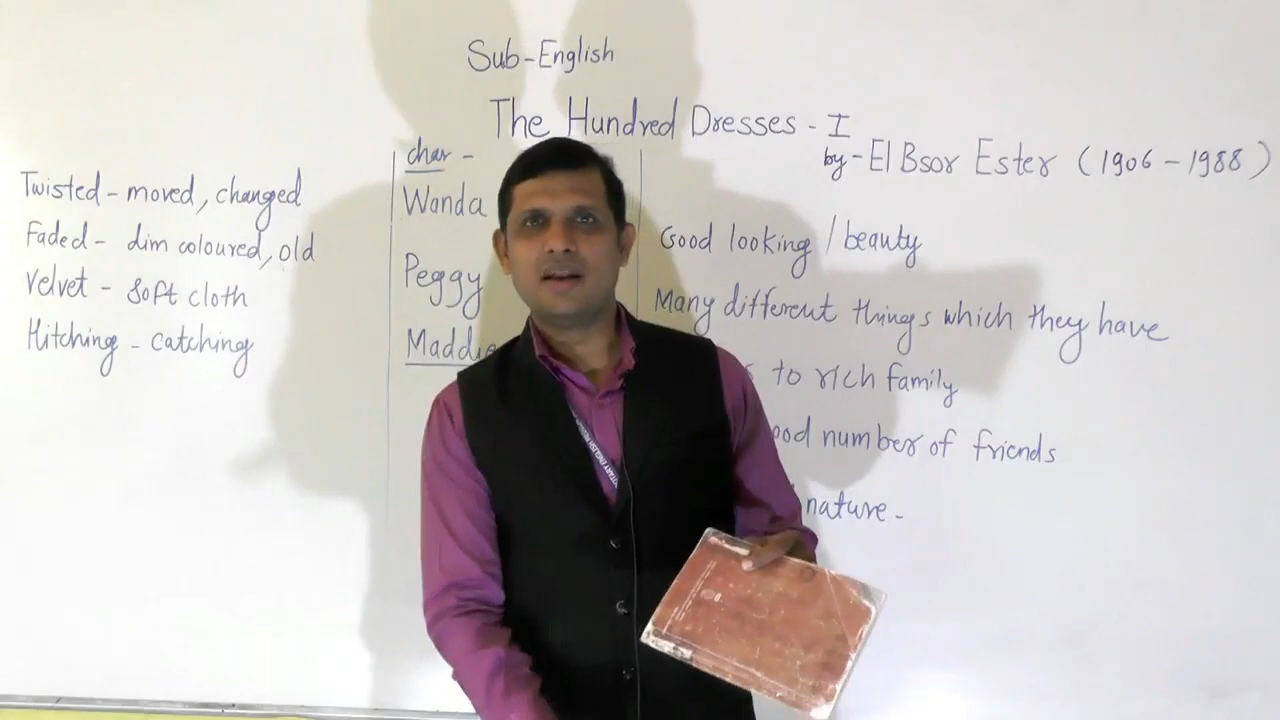 Sub-English
The Hundred Dresses - I
by - El Bsor Ester (1906 - 1988)
Twisted - moved, changed
Faded - dim coloured, old
Velvet - soft cloth
Hitching - catching
char -
Wanda
Peggy
Maddie
Good looking / beauty
Many different things which they have
to rich family
number of friends
nature -
ENGLISH